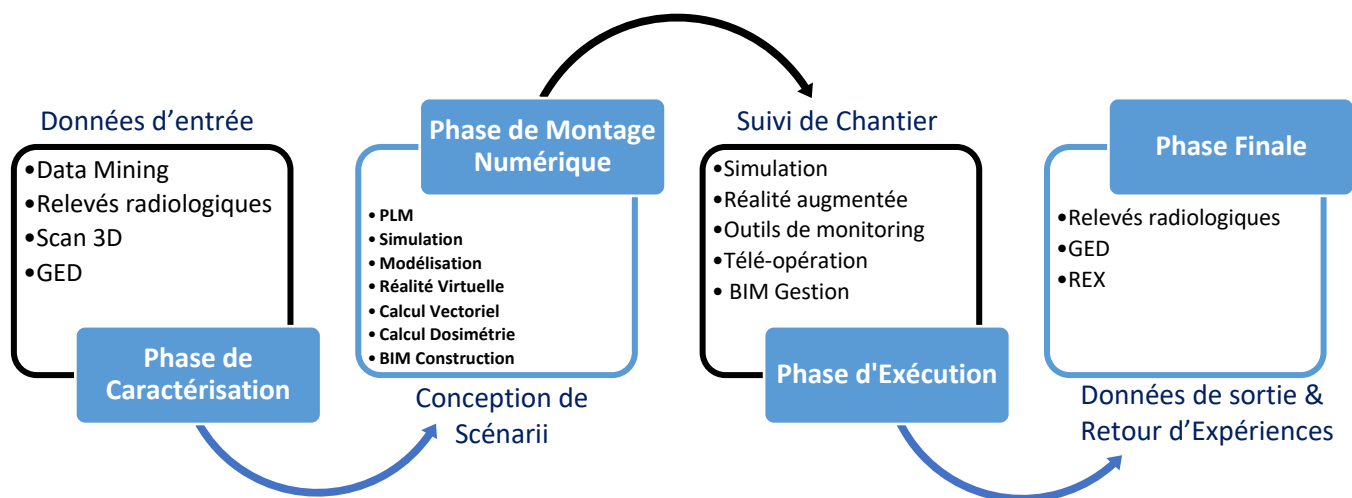 Données d'entrée
•Data Mining
•Relevés radiologiques
•Scan 3D
•GED
Phase de
Caractérisation
Phase de Montage
Numérique
• PLM
• Simulation
• Modélisation
• Réalité Virtuelle
• Calcul Vectoriel
• Calcul Dosimétrie
• BIM Construction
Conception de
Scénarii
Suivi de Chantier
•Simulation
•Réalité augmentée
•Outils de monitoring
•Télé-opération
• BIM Gestion
Phase d'Exécution
Phase Finale
•Relevés radiologiques
•GED
•REX
Données de sortie &
Retour d'Expériences